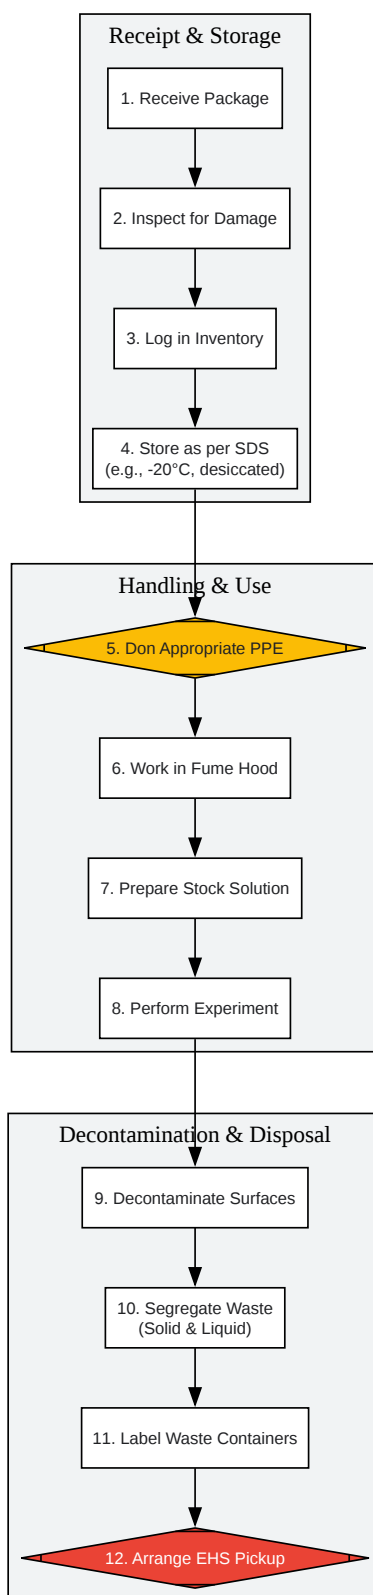 Receipt & Storage
1. Receive Package
2. Inspect for Damage
3. Log in Inventory
4. Store as per SDS
(e.g., -20°C, desiccated)
Handling & Use
5. Don Appropriate PPE
6. Work in Fume Hood
7. Prepare Stock Solution
8. Perform Experiment
Decontamination & Disposal
9. Decontaminate Surfaces
10. Segregate Waste
(Solid & Liquid)
11. Label Waste Containers
12. Arrange EHS Pickup